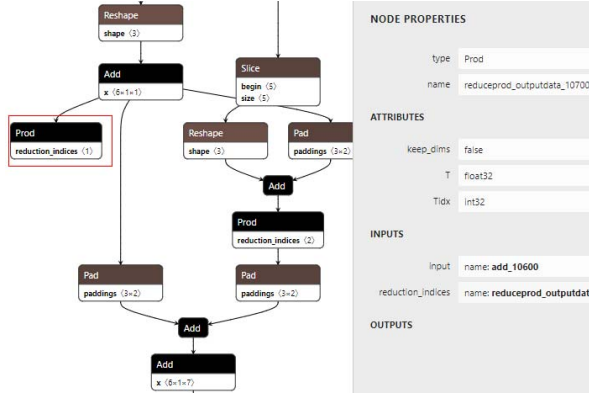 Reshape
shape ⟨3⟩
Add
x ⟨6×1×1⟩
Slice
begin ⟨5⟩
size ⟨5⟩
Prod
reduction_indices ⟨1⟩
Reshape
shape ⟨3⟩
Pad
paddings ⟨3×2⟩
Add
Prod
reduction_indices ⟨2⟩
Pad
paddings ⟨3×2⟩
Pad
paddings ⟨3×2⟩
Add
Add
x ⟨6×1×7⟩
NODE PROPERTIES
type Prod
name reduceprod_outputdata_10700
ATTRIBUTES
keep_dims false
T float32
Tidx int32
INPUTS
input name: add_10600
reduction_indices name: reduceprod_outputdat
OUTPUTS